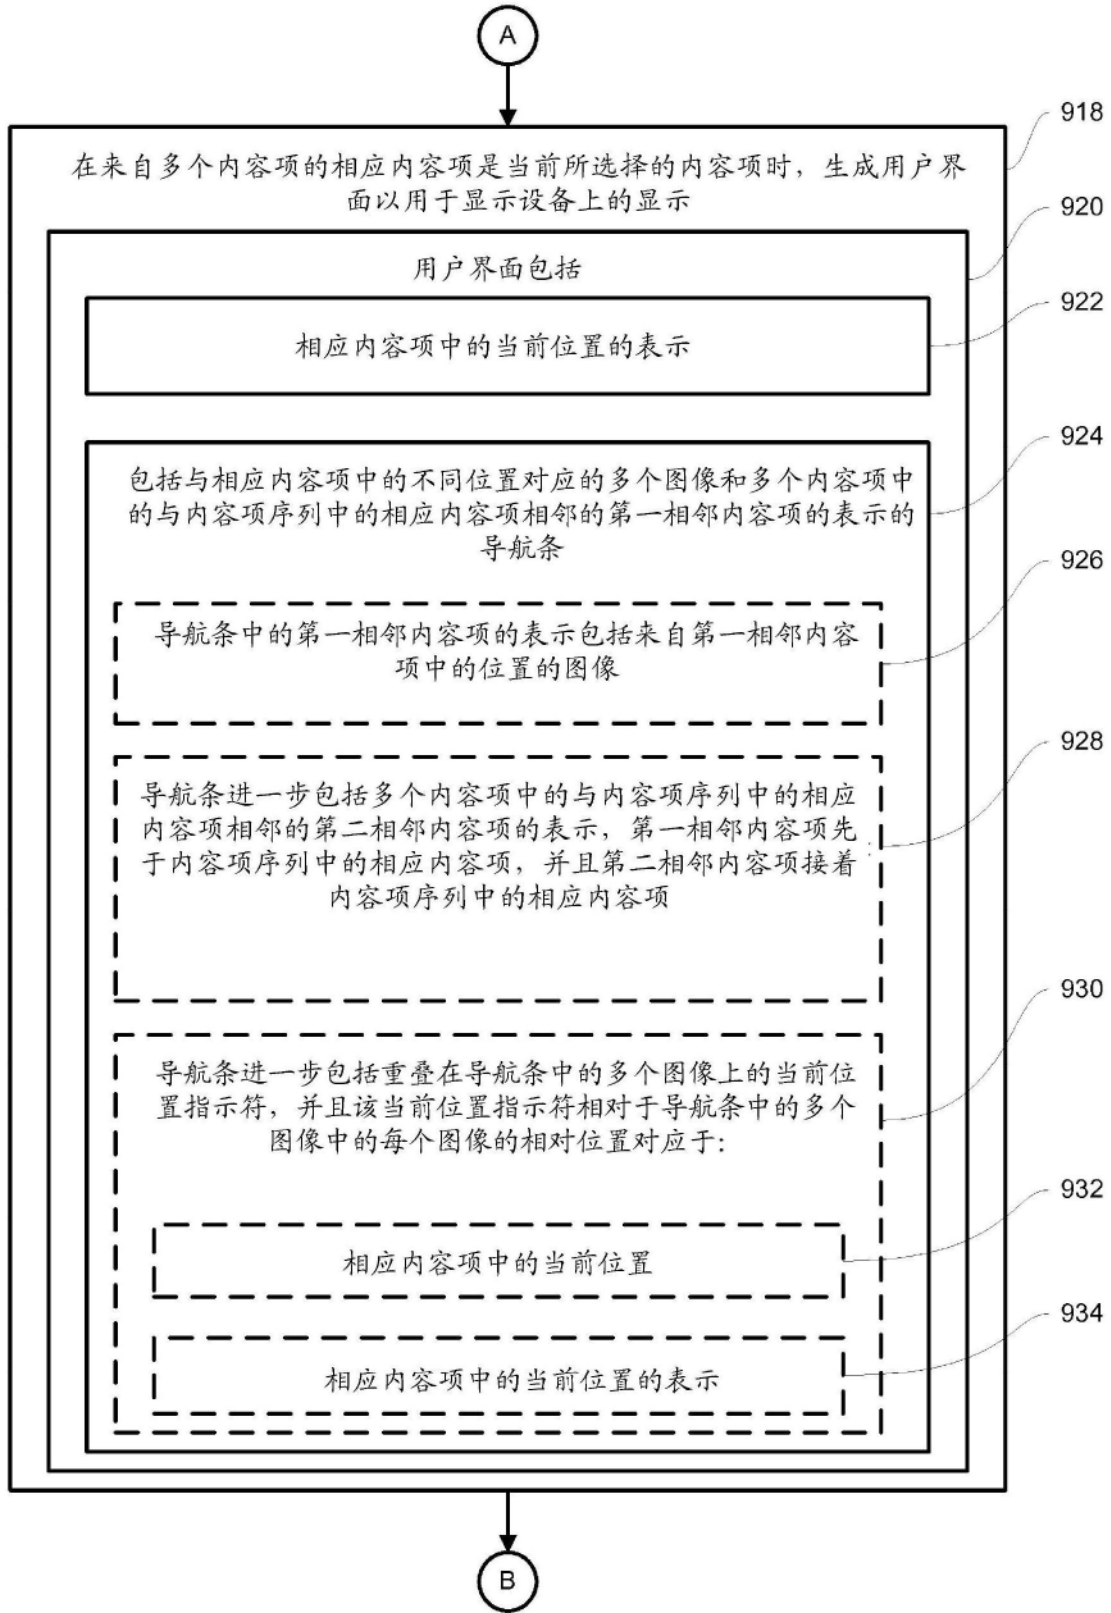 A
918
在来自多个内容项的相应内容项是当前所选择的内容项时，生成用户界
面以用于显示设备上的显示
920
用户界面包括
922
相应内容项中的当前位置的表示
924
包括与相应内容项中的不同位置对应的多个图像和多个内容项中
的与内容项序列中的相应内容项相邻的第一相邻内容项的表示的
导航条
926
导航条中的第一相邻内容项的表示包括来自第一相邻内容
项中的位置的图像
928
导航条进一步包括多个内容项中的与内容项序列中的相应
内容项相邻的第二相邻内容项的表示，第一相邻内容项先
于内容项序列中的相应内容项，并且第二相邻内容项接着
内容项序列中的相应内容项
930
导航条进一步包括重叠在导航条中的多个图像上的当前位
置指示符，并且该当前位置指示符相对于导航条中的多个
图像中的每个图像的相对位置对应于：
932
相应内容项中的当前位置
934
相应内容项中的当前位置的表示
B